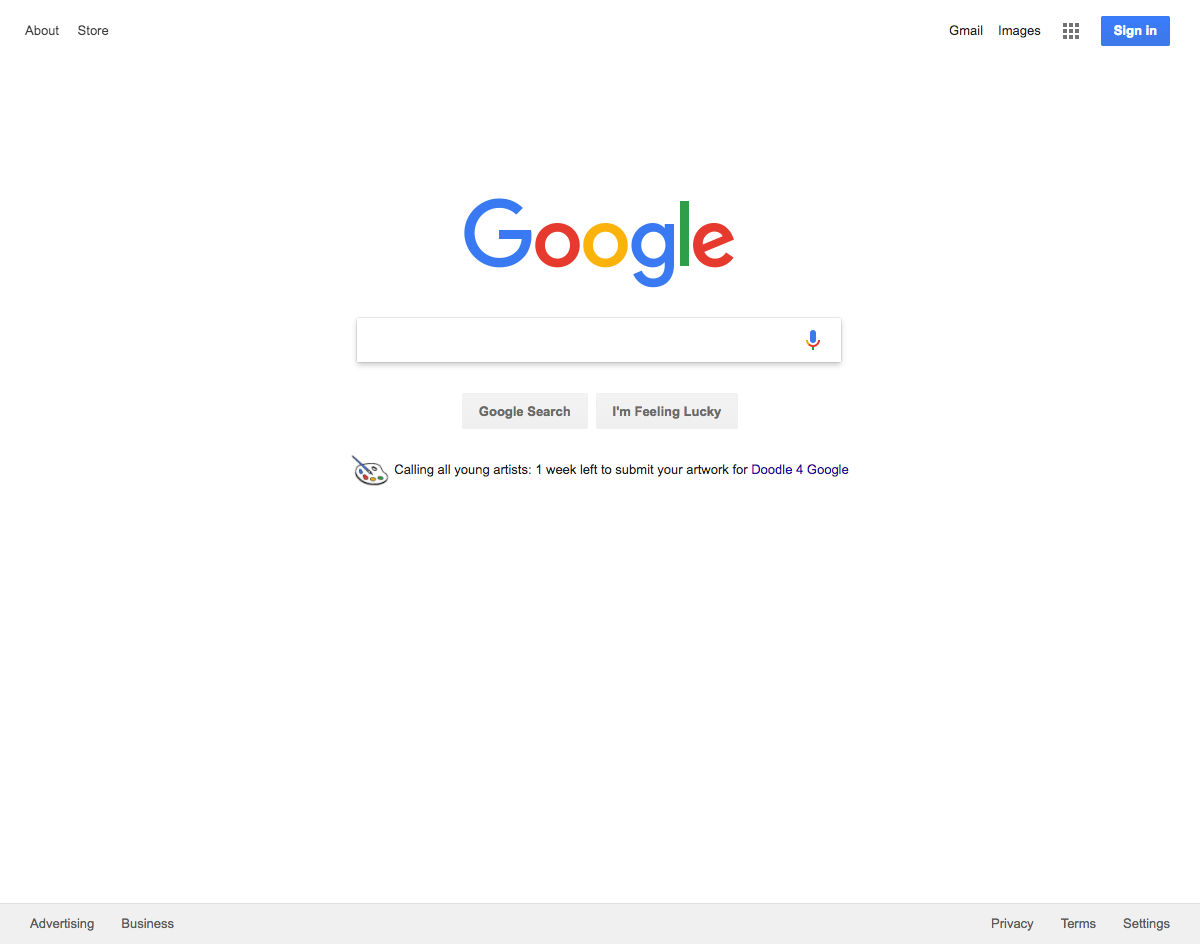 About Store Gmail Images Sign in
Google
Google Search I'm Feeling Lucky
Calling all young artists: 1 week left to submit your artwork for Doodle 4 Google
Advertising Business Privacy Terms Settings